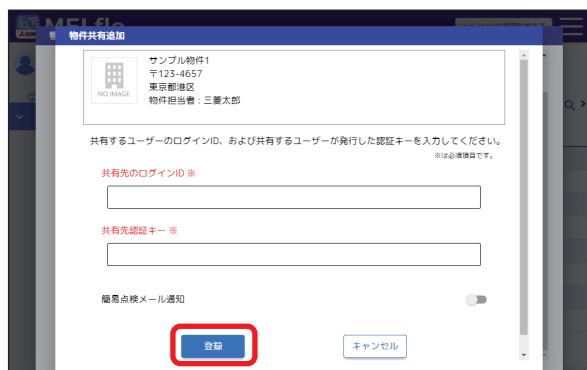 MELflo
物件共有追加
サンプル物件1
〒123-4657
東京都港区
物件担当者：三菱太郎
NO IMAGE
共有するユーザーのログインID、および共有するユーザーが発行した認証キーを入力してください。
※は必須項目です。
共有先のログインID ※
共有先認証キー ※
簡易点検メール通知
登録
キャンセル